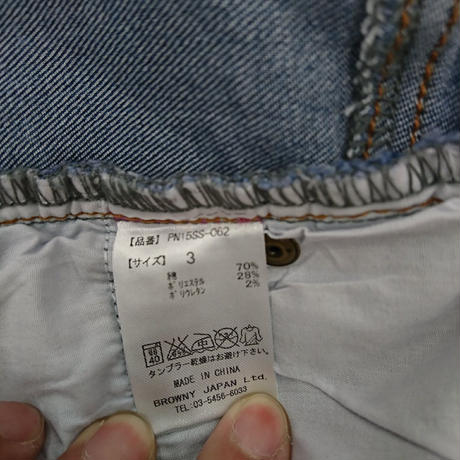 【品番】 PN15SS-062
【サイズ】 3
綿 70%
ポリエステル 28%
ポリウレタン 2%
40 中
タンブラー乾燥はお避け下さい。
MADE IN CHINA
BROWNY JAPAN Ltd.
TEL:03-5456-6033